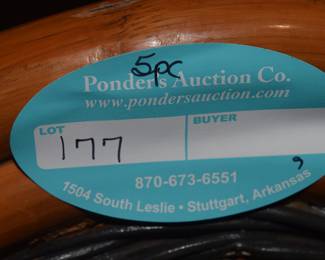 5pc
Ponders Auction Co.
www.pondersauction.com
LOT BUYER
177
870-673-6551
1504 South Leslie • Stuttgart, Arkansas